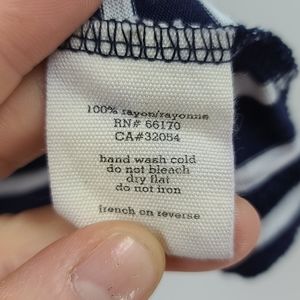 100% rayon/rayonne
RN# 66170
CA#32054
hand wash cold
do not bleach
dry flat
do not iron
french on reverse